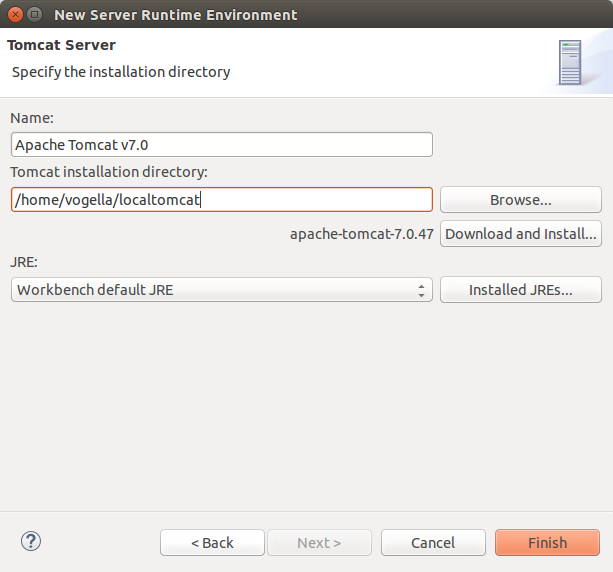 New Server Runtime Environment
Tomcat Server
Specify the installation directory
Name:
Apache Tomcat v7.0
Tomcat installation directory:
/home/vogella/localtomcat
Browse...
apache-tomcat-7.0.47
Download and Install...
JRE:
Workbench default JRE
Installed JREs...
?
< Back
Next >
Cancel
Finish